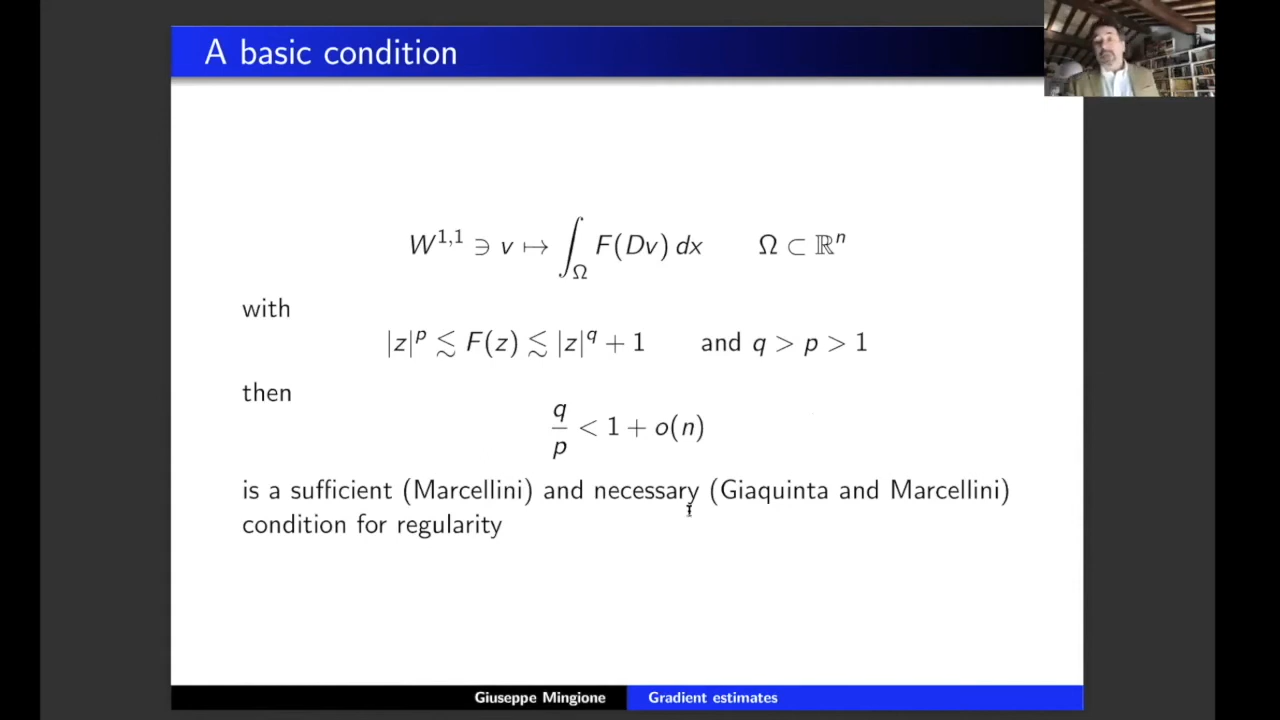 A basic condition
W^{1,1} ∋ v ↦ ∫_Ω F(Dv) dx Ω ⊂ ℝ^n
with
|z|^p ≲ F(z) ≲ |z|^q + 1 and q > p > 1
then
q/p < 1 + o(n)
is a sufficient (Marcellini) and necessary (Giaquinta and Marcellini)
condition for regularity
Giuseppe Mingione Gradient estimates